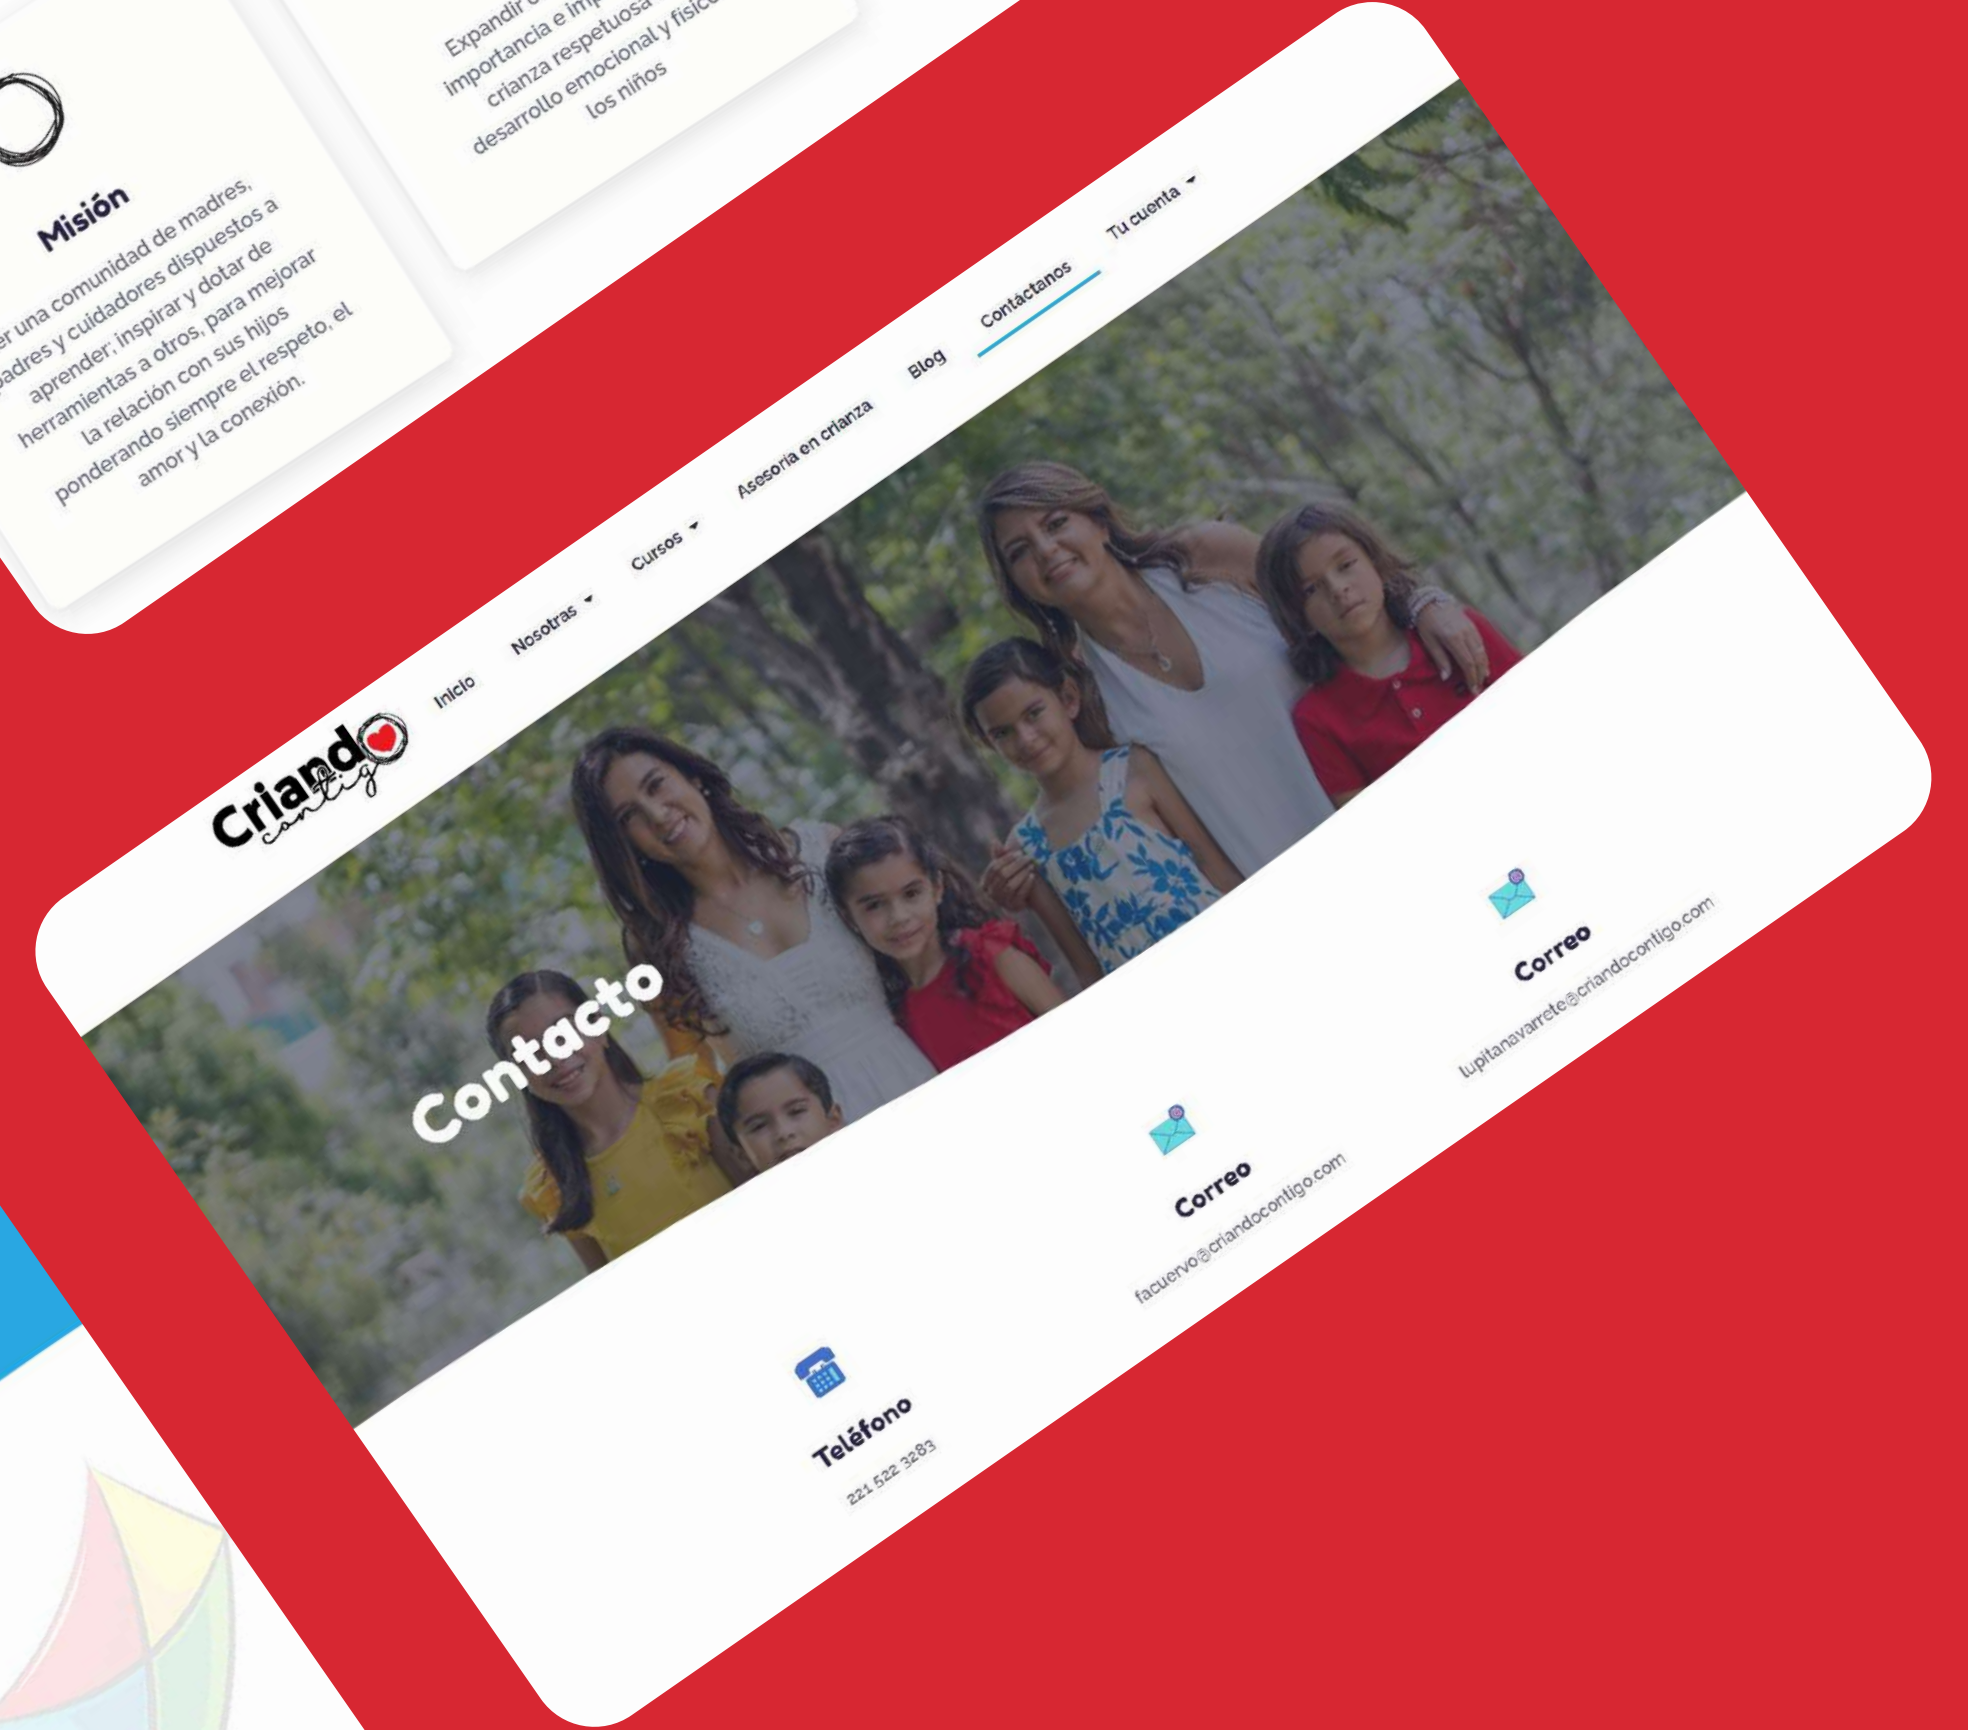 Expandir
importancia e
crianza respetuosa
desarrollo emocional y físico
los niños
Misión
una comunidad de madres,
padres y cuidadores dispuestos a
aprender; inspirar y dotar de
herramientas a otros, para mejorar
la relación con sus hijos
ponderando siempre el respeto, el
amor y la conexión.
Criando
contigo
Inicio
Nosotras
Cursos
Asesoría en crianza
Blog
Contáctanos
Tu cuenta
Contacto
Teléfono
221 522 3283
Correo
facuervo@criandocontigo.com
Correo
lupitanavarrete@criandocontigo.com